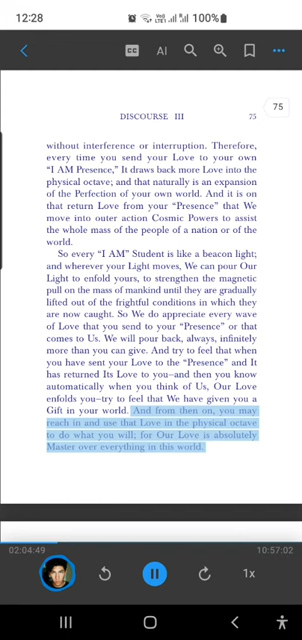 12:28
Vo)
LTE1
100%
CC
AI
75
DISCOURSE III 75
without interference or interruption. Therefore,
every time you send your Love to your own
"I AM Presence," It draws back more Love into the
physical octave; and that naturally is an expansion
of the Perfection of your own world. And it is on
that return Love from your "Presence" that We
move into outer action Cosmic Powers to assist
the whole mass of the people of a nation or of the
world.
So every "I AM" Student is like a beacon light;
and wherever your Light moves, We can pour Our
Light to enfold yours, to strengthen the magnetic
pull on the mass of mankind until they are gradually
lifted out of the frightful conditions in which they
are now caught. So We do appreciate every wave
of Love that you send to your "Presence" or that
comes to Us. We will pour back, always, infinitely
more than you can give. And try to feel that when
you have sent your Love to the "Presence" and It
has returned Its Love to you–and then you know
automatically when you think of Us, Our Love
enfolds you–try to feel that We have given you a
Gift in your world. And from then on, you may
reach in and use that Love in the physical octave
to do what you will; for Our Love is absolutely
Master over everything in this world.
02:04:49 10:57:02
1x